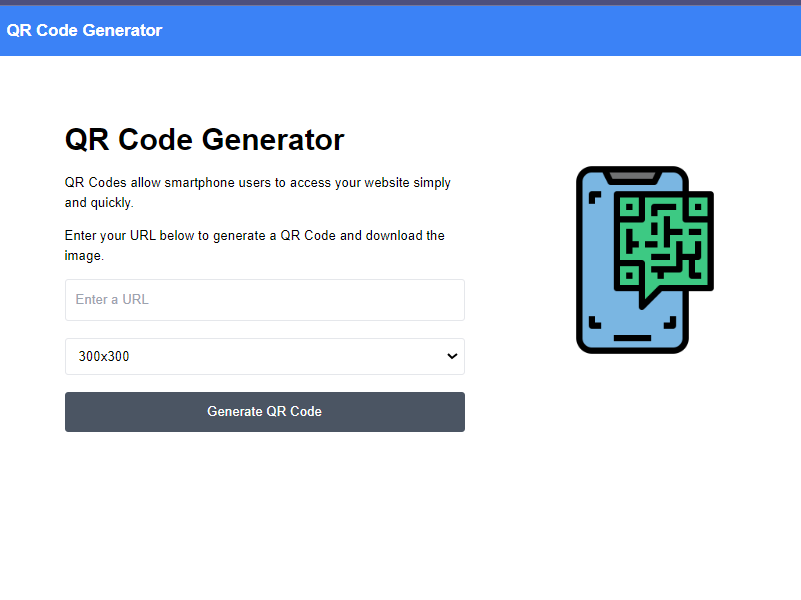 QR Code Generator
QR Code Generator
QR Codes allow smartphone users to access your website simply
and quickly.
Enter your URL below to generate a QR Code and download the
image.
Enter a URL
300x300
Generate QR Code